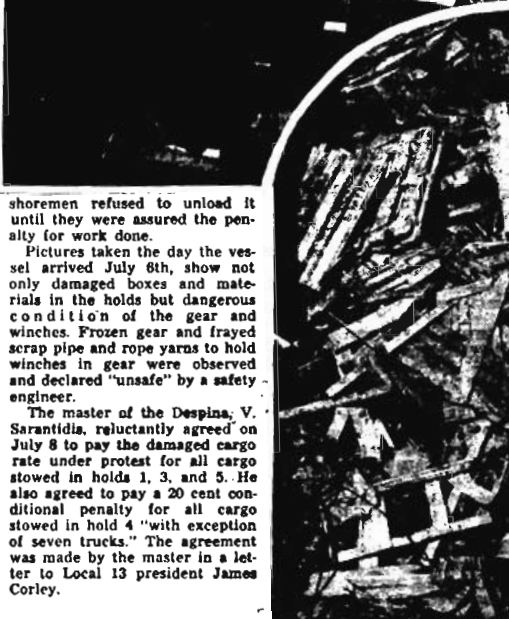 shoremen refused to unload it
until they were assured the pen-
alty for work done.
Pictures taken the day the ves-
sel arrived July 6th, show not
only damaged boxes and mate-
rials in the holds but dangerous
condition of the gear and
winches. Frozen gear and frayed
scrap pipe and rope yarns to hold
winches in gear were observed
and declared "unsafe" by a safety
engineer.
The master of the Despina, V.
Sarantidis, reluctantly agreed on
July 8 to pay the damaged cargo
rate under protest for all cargo
stowed in holds 1, 3, and 5. He
also agreed to pay a 20 cent con-
ditional penalty for all cargo
stowed in hold 4 "with exception
of seven trucks." The agreement
was made by the master in a let-
ter to Local 13 president James
Corley.